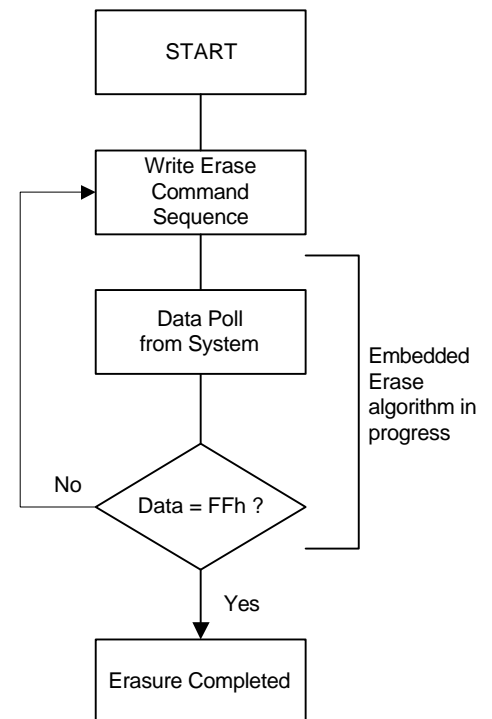 START
Write Erase
Command
Sequence
Data Poll
from System
Embedded
Erase
algorithm in
progress
No
Data = FFh ?
Yes
Erasure Completed